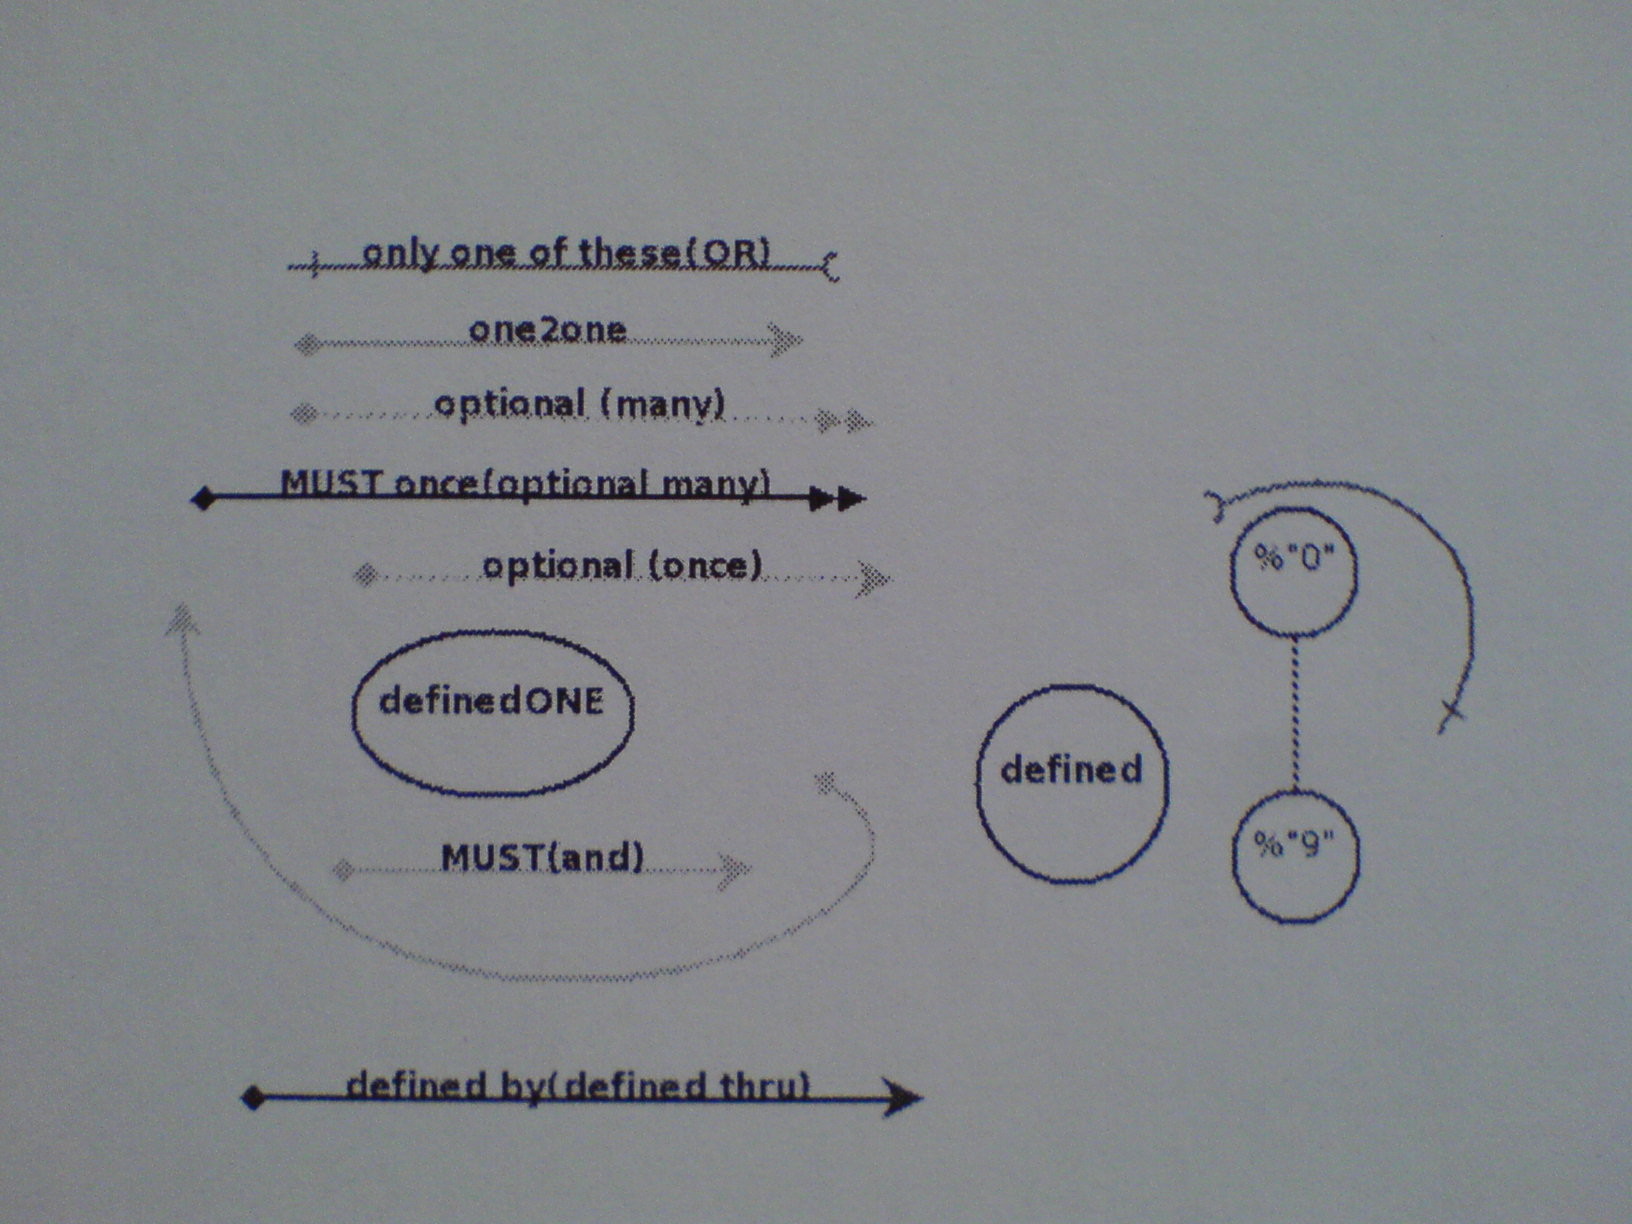 only one of these(OR)
one2one
optional (many)
MUST once(optional many)
optional (once)
definedONE
MUST(and)
defined by(defined thru)
defined
%"0"
%"9"